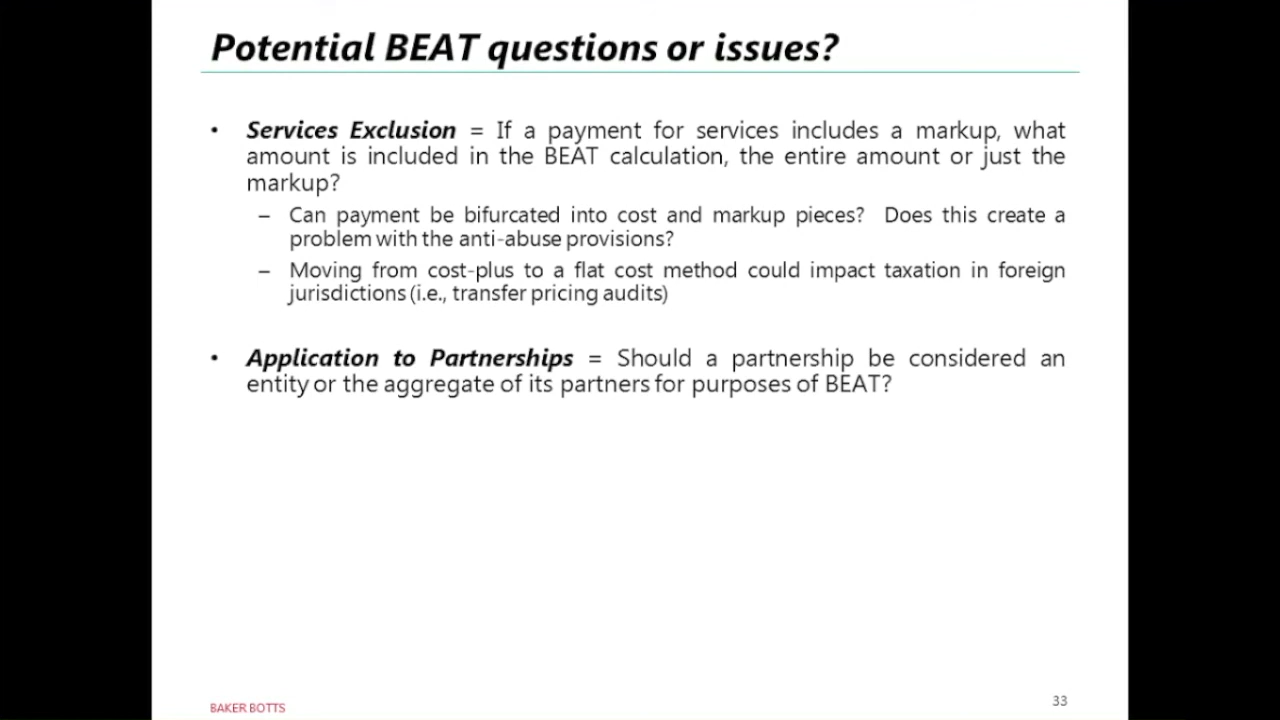 Potential BEAT questions or issues?
• Services Exclusion = If a payment for services includes a markup, what
amount is included in the BEAT calculation, the entire amount or just the
markup?
– Can payment be bifurcated into cost and markup pieces? Does this create a
problem with the anti-abuse provisions?
– Moving from cost-plus to a flat cost method could impact taxation in foreign
jurisdictions (i.e., transfer pricing audits)
• Application to Partnerships = Should a partnership be considered an
entity or the aggregate of its partners for purposes of BEAT?
BAKER BOTTS
33